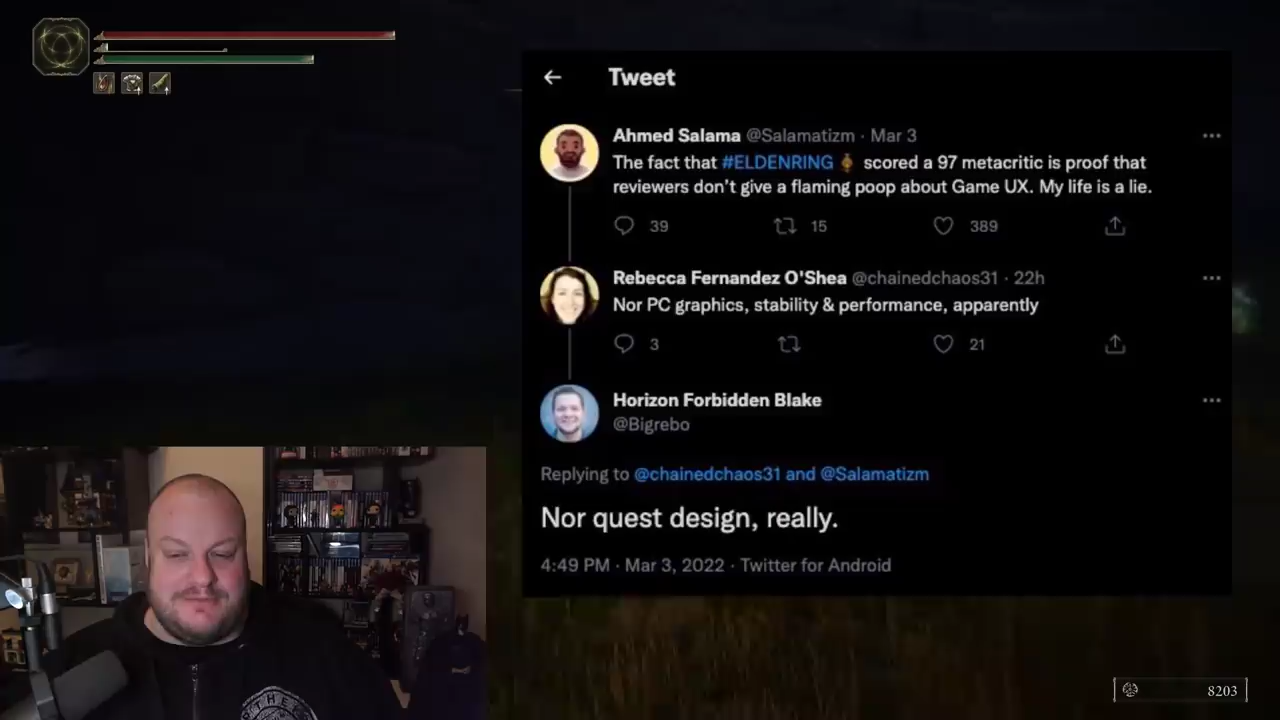 Tweet
Ahmed Salama @Salamatizm · Mar 3
The fact that #ELDENRING scored a 97 metacritic is proof that
reviewers don't give a flaming poop about Game UX. My life is a lie.
39 15 389
Rebecca Fernandez O'Shea @chainedchaos31 · 22h
Nor PC graphics, stability & performance, apparently
3 21
Horizon Forbidden Blake
@Bigrebo
Replying to @chainedchaos31 and @Salamatizm
Nor quest design, really.
4:49 PM · Mar 3, 2022 · Twitter for Android
8203